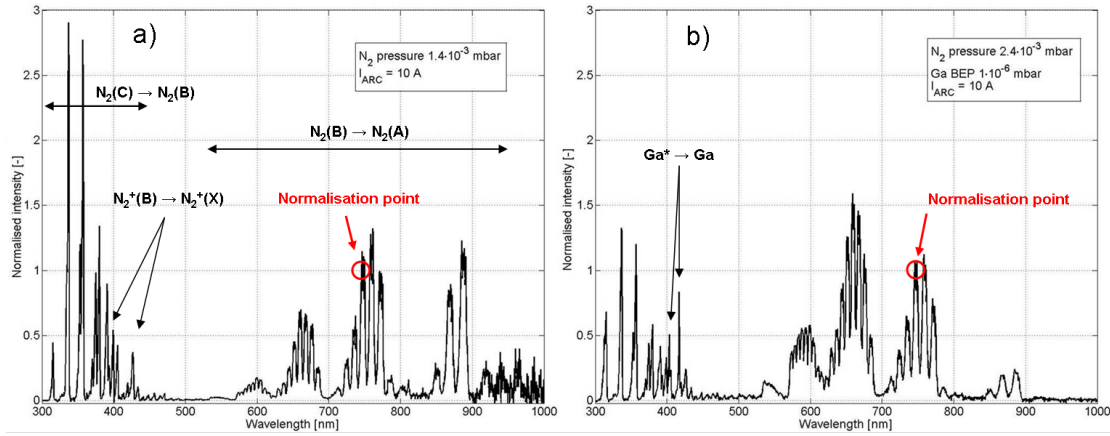 a)
N₂ pressure 1.4·10⁻³ mbar
I_ARC = 10 A
N₂(C) → N₂(B)
N₂(B) → N₂(A)
N₂⁺(B) → N₂⁺(X)
Normalisation point
Normalised intensity [-]
3
2.5
2
1.5
1
0.5
0
300 400 500 600 700 800 900 1000
Wavelength [nm]
b)
N₂ pressure 2.4·10⁻³ mbar
Ga BEP 1·10⁻⁶ mbar
I_ARC = 10 A
Ga* → Ga
Normalisation point
Normalised intensity [-]
3
2.5
2
1.5
1
0.5
0
300 400 500 600 700 800 900 1000
Wavelength [nm]